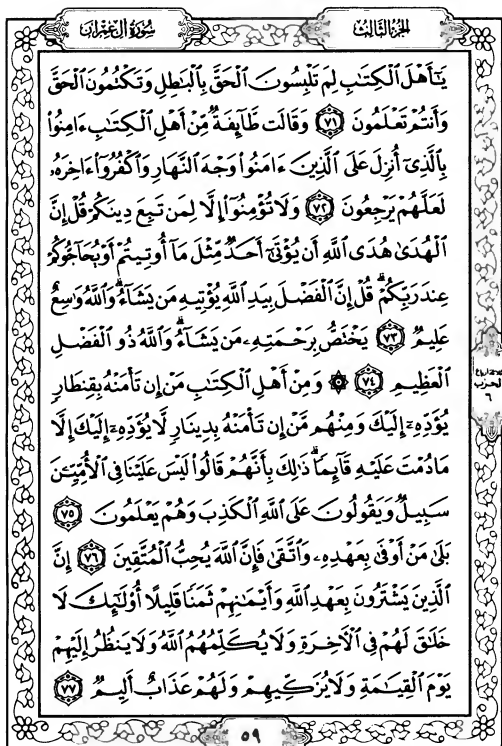 سُورَةُ آلِ عِمْرَانَ
الجُزْءُ الثَّالِثُ
يَٰٓأَهْلَ ٱلْكِتَٰبِ لِمَ تَلْبِسُونَ ٱلْحَقَّ بِٱلْبَٰطِلِ وَتَكْتُمُونَ ٱلْحَقَّ
وَأَنتُمْ تَعْلَمُونَ ٧١ وَقَالَت طَّآئِفَةٌ مِّنْ أَهْلِ ٱلْكِتَٰبِ ءَامِنُوا۟
بِٱلَّذِىٓ أُنزِلَ عَلَى ٱلَّذِينَ ءَامَنُوا۟ وَجْهَ ٱلنَّهَارِ وَٱكْفُرُوٓا۟ ءَاخِرَهُۥ
لَعَلَّهُمْ يَرْجِعُونَ ٧٢ وَلَا تُؤْمِنُوٓا۟ إِلَّا لِمَن تَبِعَ دِينَكُمْ قُلْ إِنَّ
ٱلْهُدَىٰ هُدَى ٱللَّهِ أَن يُؤْتَىٰٓ أَحَدٌ مِّثْلَ مَآ أُوتِيتُمْ أَوْ يُحَآجُّوكُمْ
عِندَ رَبِّكُمْ ۗ قُلْ إِنَّ ٱلْفَضْلَ بِيَدِ ٱللَّهِ يُؤْتِيهِ مَن يَشَآءُ ۗ وَٱللَّهُ وَٰسِعٌ
عَلِيمٌ ٧٣ يَخْتَصُّ بِرَحْمَتِهِۦ مَن يَشَآءُ ۗ وَٱللَّهُ ذُو ٱلْفَضْلِ
ٱلْعَظِيمِ ٧٤ ۞ وَمِنْ أَهْلِ ٱلْكِتَٰبِ مَنْ إِن تَأْمَنْهُ بِقِنطَارٍ
يُؤَدِّهِۦٓ إِلَيْكَ وَمِنْهُم مَّنْ إِن تَأْمَنْهُ بِدِينَارٍ لَّا يُؤَدِّهِۦٓ إِلَيْكَ إِلَّا
مَا دُمْتَ عَلَيْهِ قَآئِمًا ۗ ذَٰلِكَ بِأَنَّهُمْ قَالُوا۟ لَيْسَ عَلَيْنَا فِى ٱلْأُمِّيِّـۧنَ
سَبِيلٌ وَيَقُولُونَ عَلَى ٱللَّهِ ٱلْكَذِبَ وَهُمْ يَعْلَمُونَ ٧٥
بَلَىٰ مَنْ أَوْفَىٰ بِعَهْدِهِۦ وَٱتَّقَىٰ فَإِنَّ ٱللَّهَ يُحِبُّ ٱلْمُتَّقِينَ ٧٦ إِنَّ
ٱلَّذِينَ يَشْتَرُونَ بِعَهْدِ ٱللَّهِ وَأَيْمَٰنِهِمْ ثَمَنًا قَلِيلًا أُو۟لَٰٓئِكَ لَا
خَلَٰقَ لَهُمْ فِى ٱلْـَٔاخِرَةِ وَلَا يُكَلِّمُهُمُ ٱللَّهُ وَلَا يَنظُرُ إِلَيْهِمْ
يَوْمَ ٱلْقِيَٰمَةِ وَلَا يُزَكِّيهِمْ وَلَهُمْ عَذَابٌ أَلِيمٌ ٧٧
الحزب
٦
٥٩